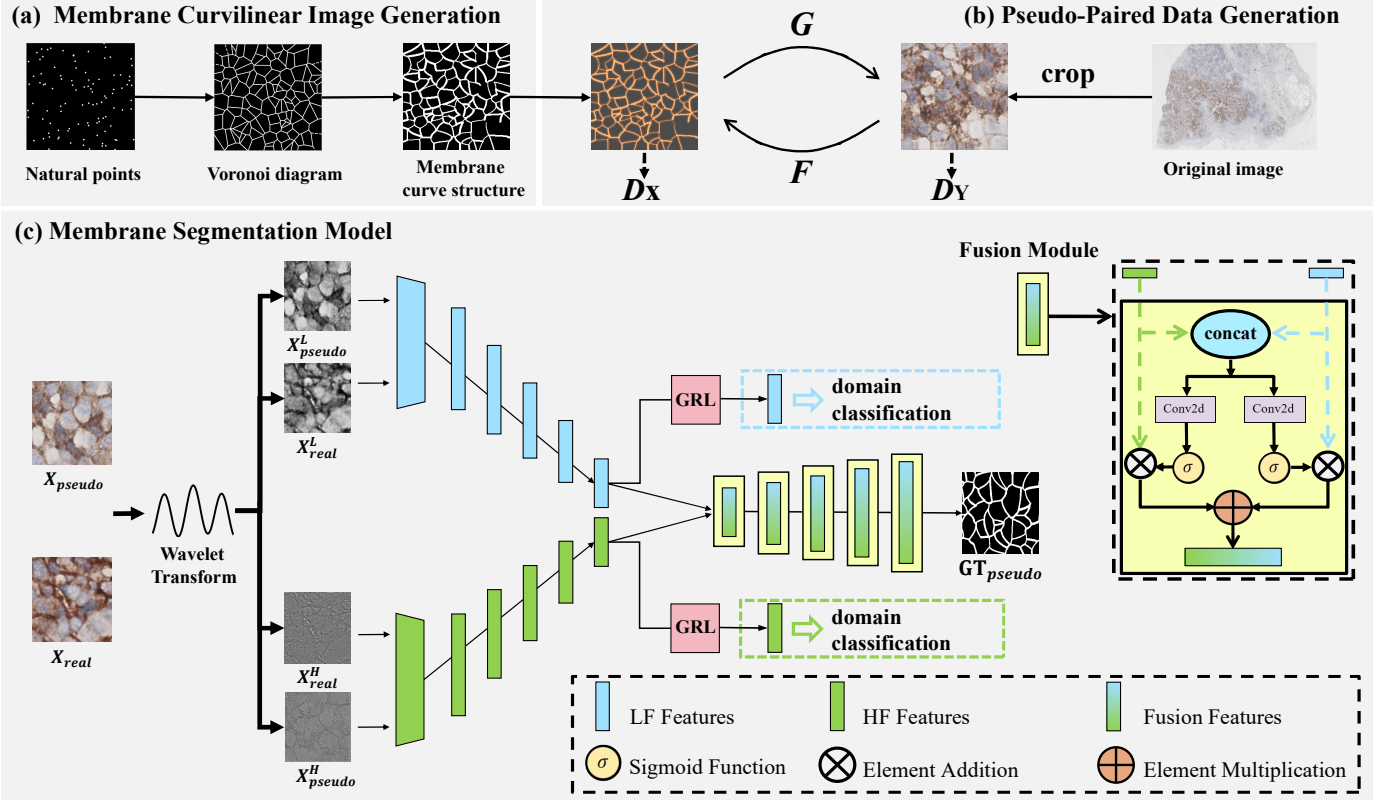 (a) Membrane Curvilinear Image Generation
(b) Pseudo-Paired Data Generation
Natural points
Voronoi diagram
Membrane
curve structure
G
F
D_X
D_Y
crop
Original image
(c) Membrane Segmentation Model
X_pseudo
X_real
Wavelet
Transform
X^L_pseudo
X^L_real
X^H_real
X^H_pseudo
GRL
domain
classification
GT_pseudo
GRL
domain
classification
Fusion Module
concat
Conv2d
Conv2d
σ
σ
LF Features
HF Features
Fusion Features
σ
Sigmoid Function
Element Addition
Element Multiplication